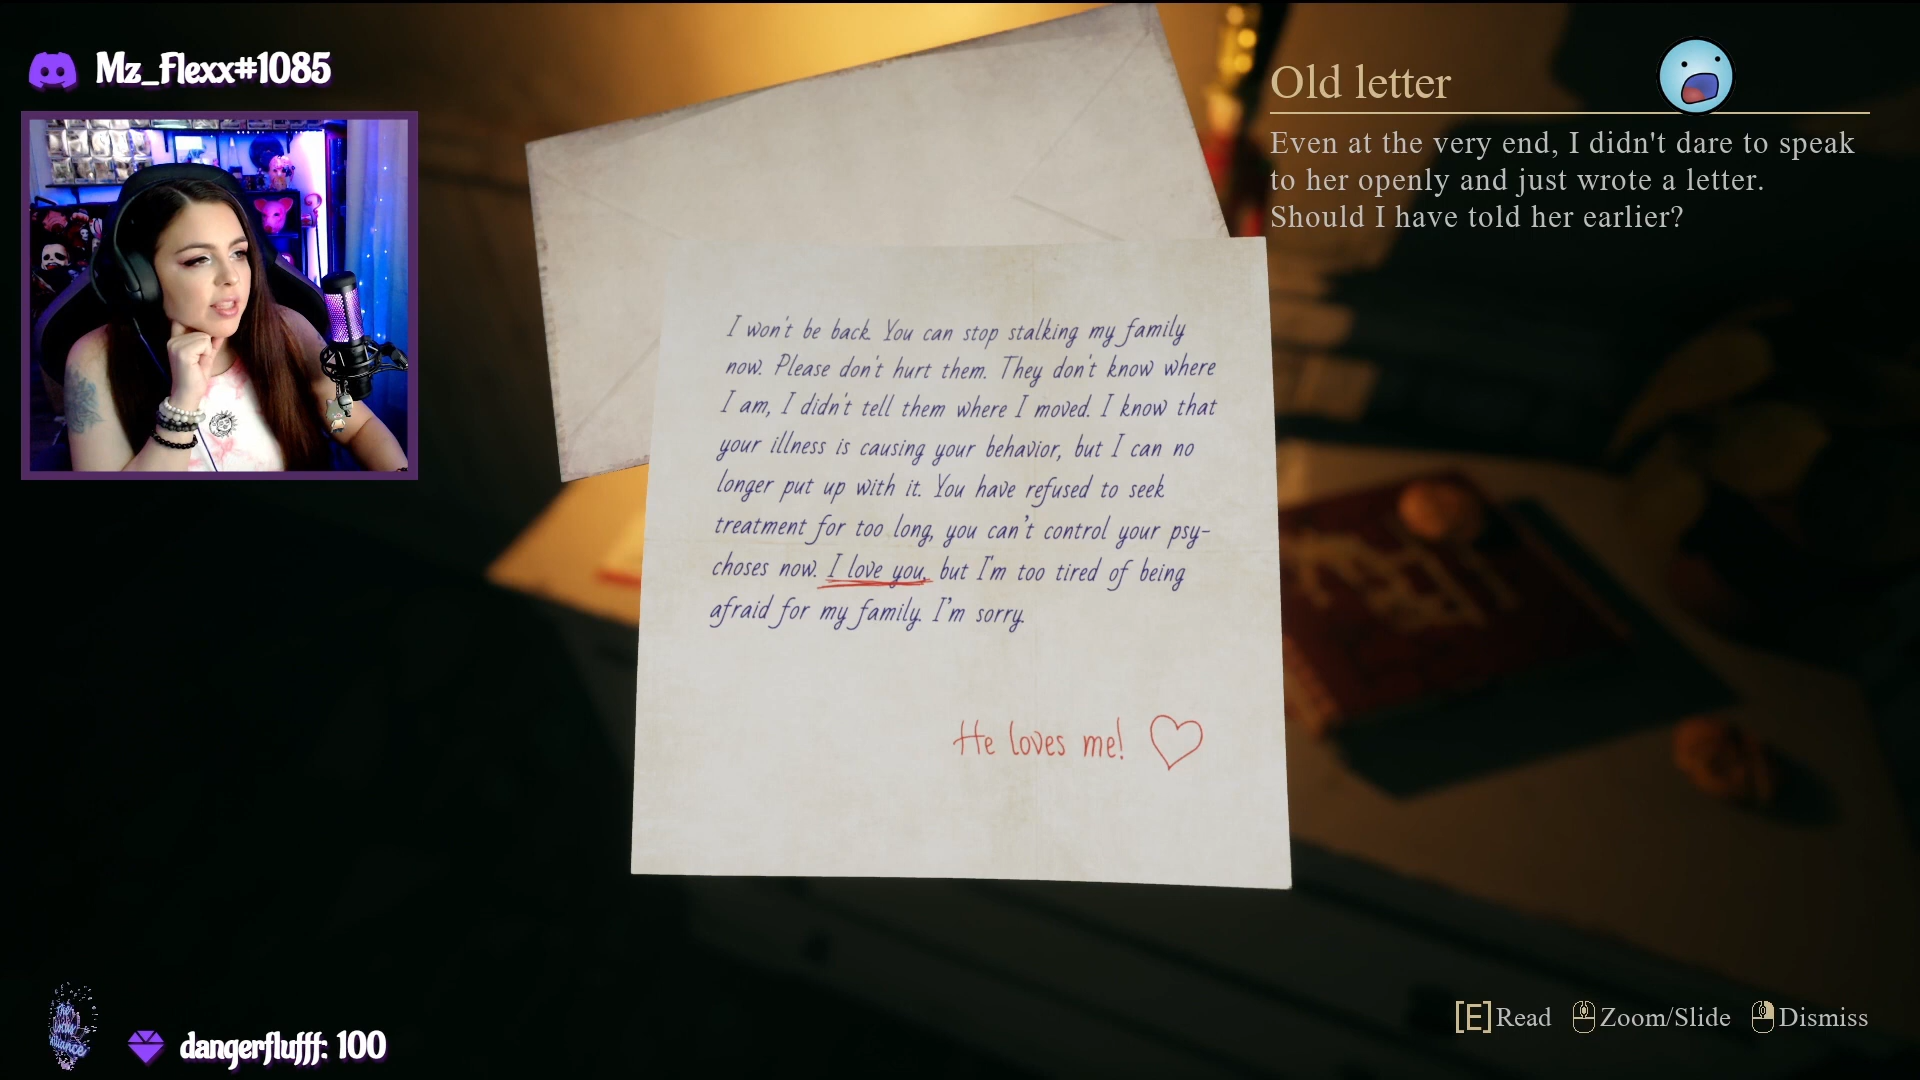 Mz_Flexx#1085
Old letter
Even at the very end, I didn't dare to speak
to her openly and just wrote a letter.
Should I have told her earlier?
I won't be back. You can stop stalking my family
now. Please don't hurt them. They don't know where
I am, I didn't tell them where I moved. I know that
your illness is causing your behavior, but I can no
longer put up with it. You have refused to seek
treatment for too long, you can't control your psy-
choses now. I love you, but I'm too tired of being
afraid for my family. I'm sorry.
He loves me!
dangerflufff: 100
[E] Read Zoom/Slide Dismiss